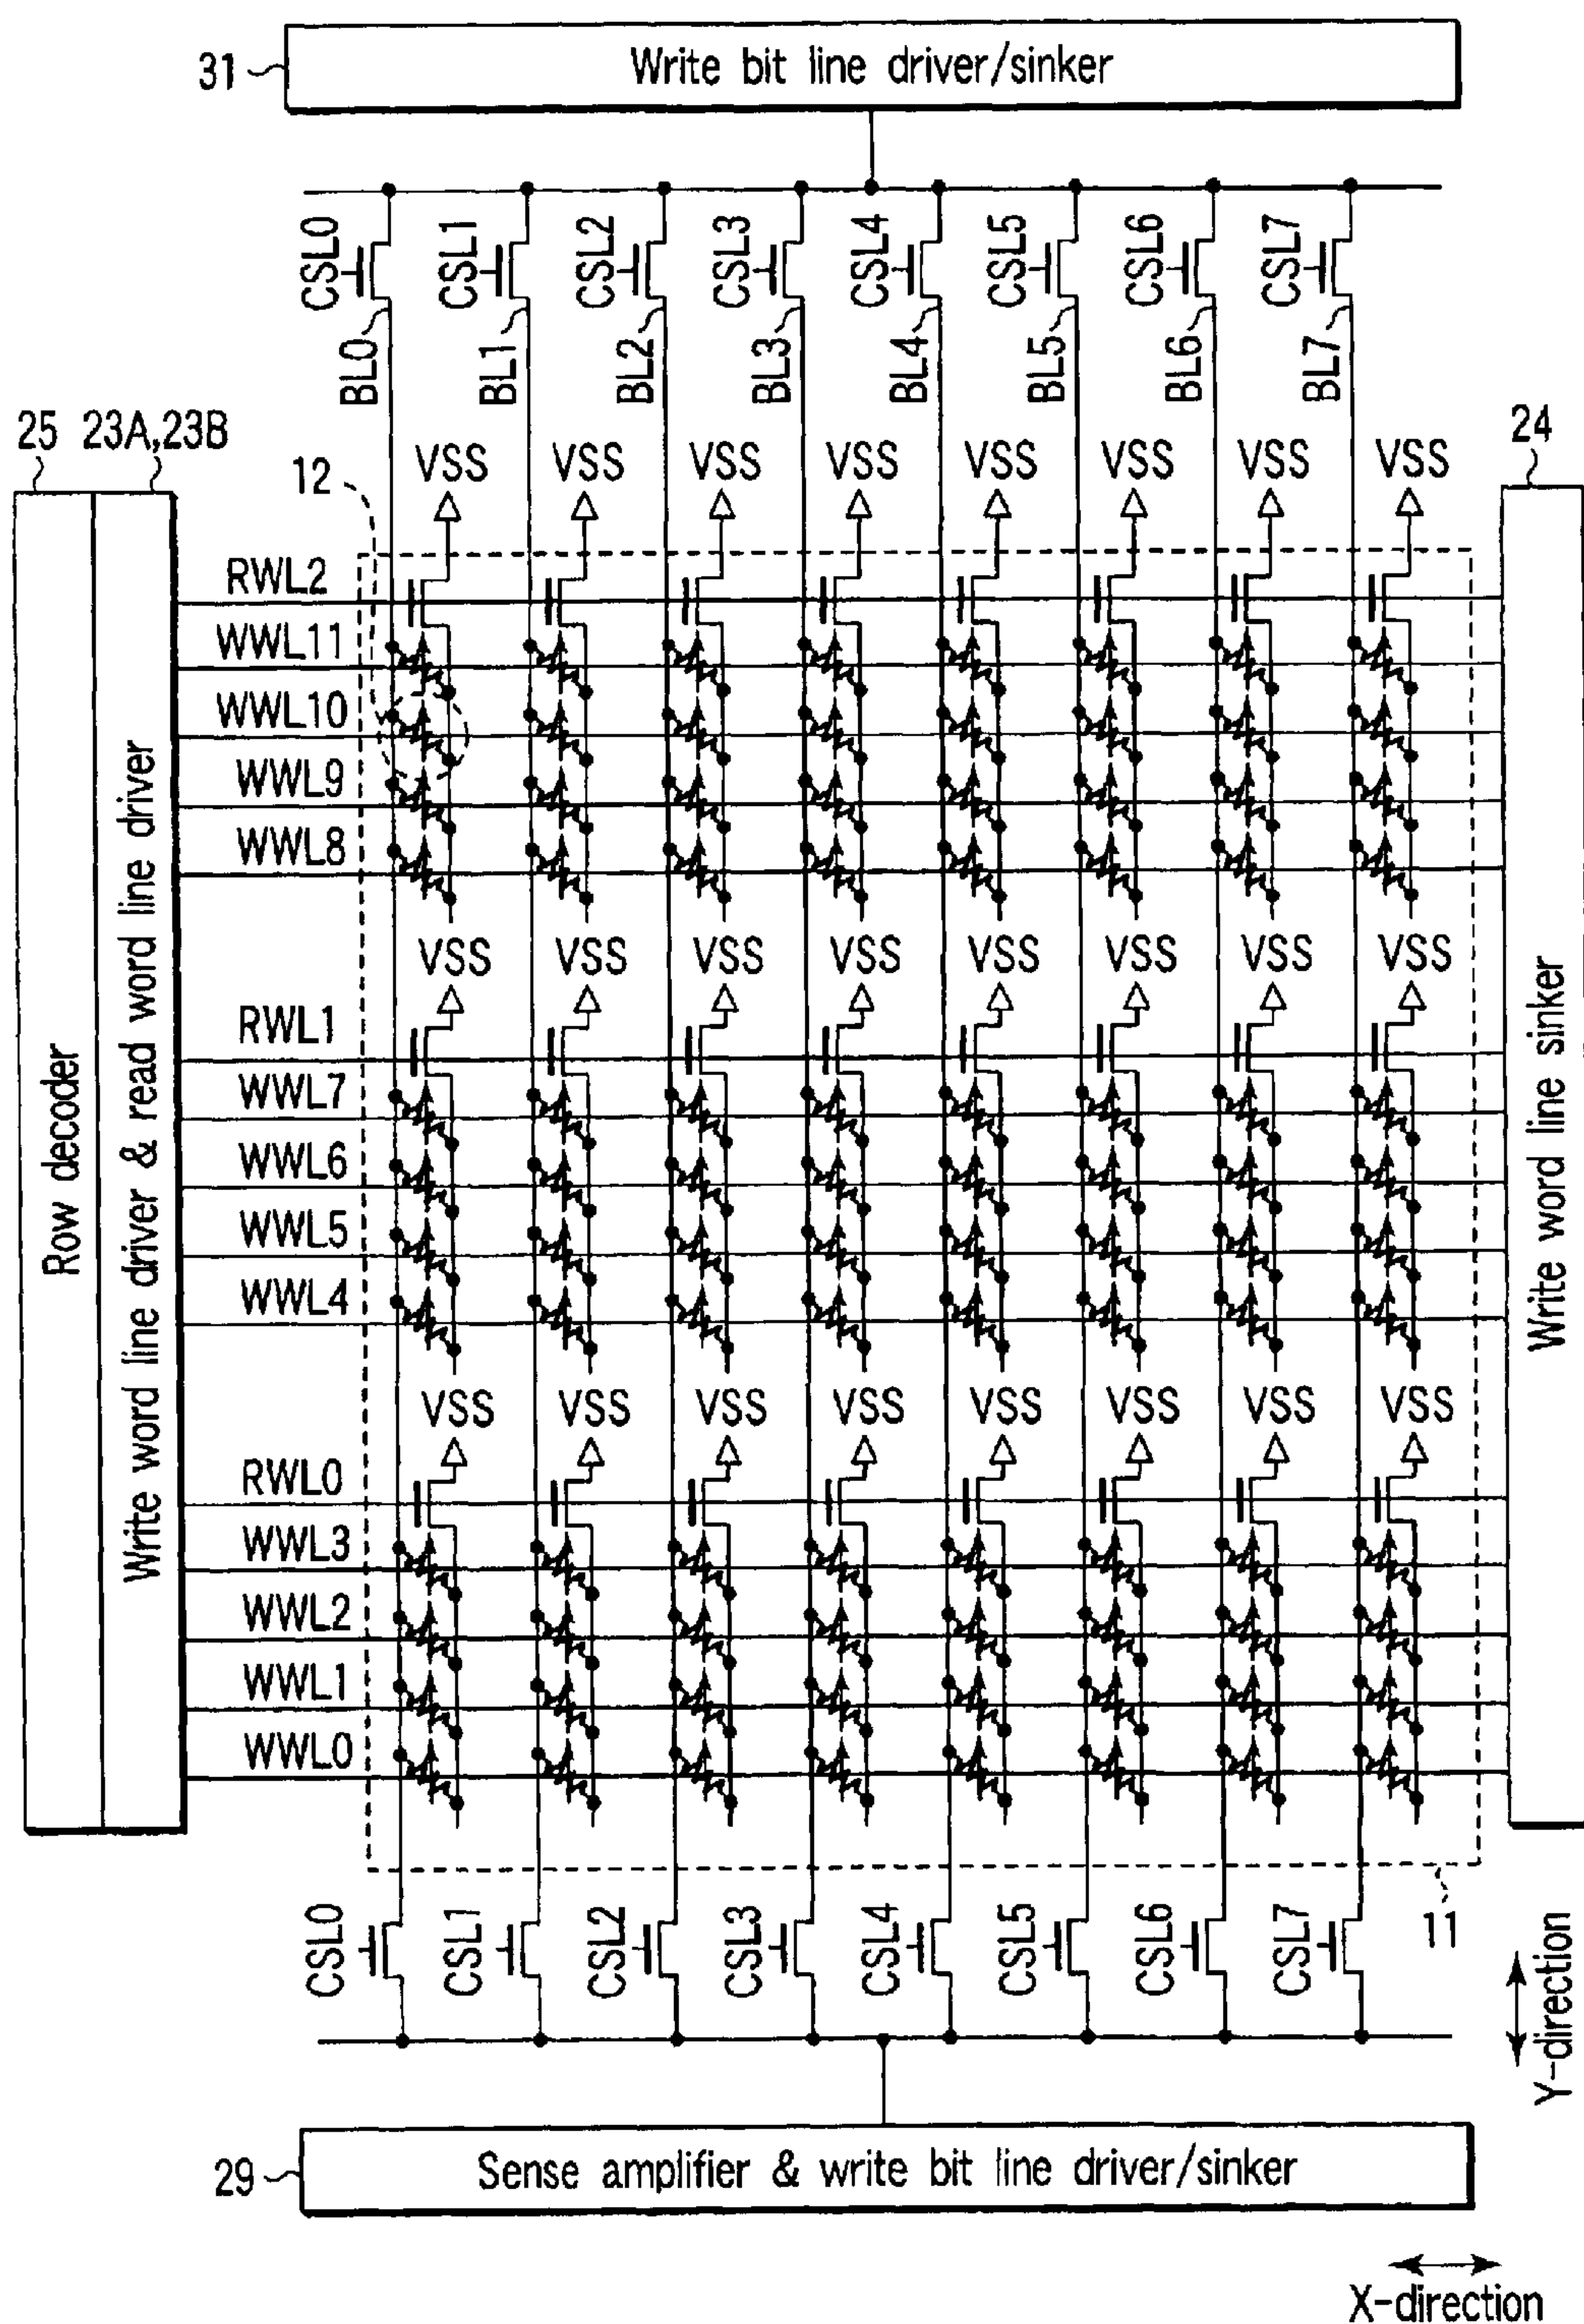 31
Write bit line driver/sinker
CSL0
CSL1
CSL2
CSL3
CSL4
CSL5
CSL6
CSL7
BL0
BL1
BL2
BL3
BL4
BL5
BL6
BL7
25 23A,23B
12
24
VSS VSS VSS VSS VSS VSS VSS VSS
Row decoder
Write word line driver & read word line driver
RWL2
WWL11
WWL10
WWL9
WWL8
VSS VSS VSS VSS VSS VSS VSS VSS
RWL1
WWL7
WWL6
WWL5
WWL4
VSS VSS VSS VSS VSS VSS VSS VSS
RWL0
WWL3
WWL2
WWL1
WWL0
Write word line sinker
CSL0
CSL1
CSL2
CSL3
CSL4
CSL5
CSL6
CSL7
11
Y-direction
29
Sense amplifier & write bit line driver/sinker
X-direction